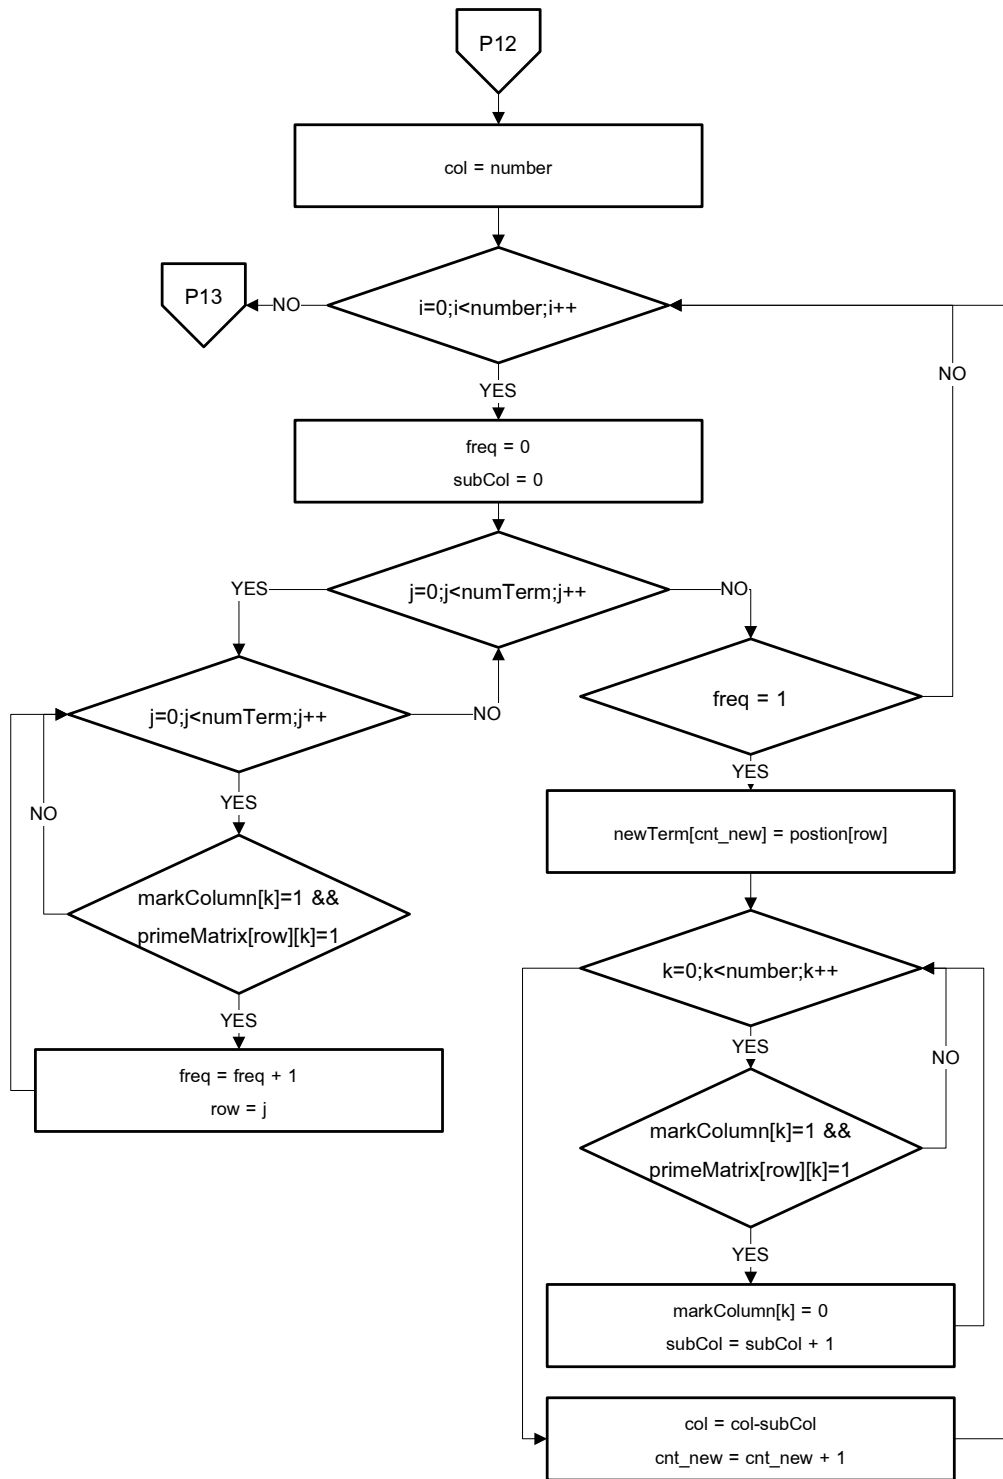 P12
col = number
P13
NO
i=0;i<number;i++
NO
YES
freq = 0
subCol = 0
YES
j=0;j<numTerm;j++
NO
j=0;j<numTerm;j++
NO
freq = 1
YES
YES
NO
newTerm[cnt_new] = postion[row]
markColumn[k]=1 &&
primeMatrix[row][k]=1
k=0;k<number;k++
YES
YES
NO
freq = freq + 1
row = j
markColumn[k]=1 &&
primeMatrix[row][k]=1
YES
markColumn[k] = 0
subCol = subCol + 1
col = col-subCol
cnt_new = cnt_new + 1